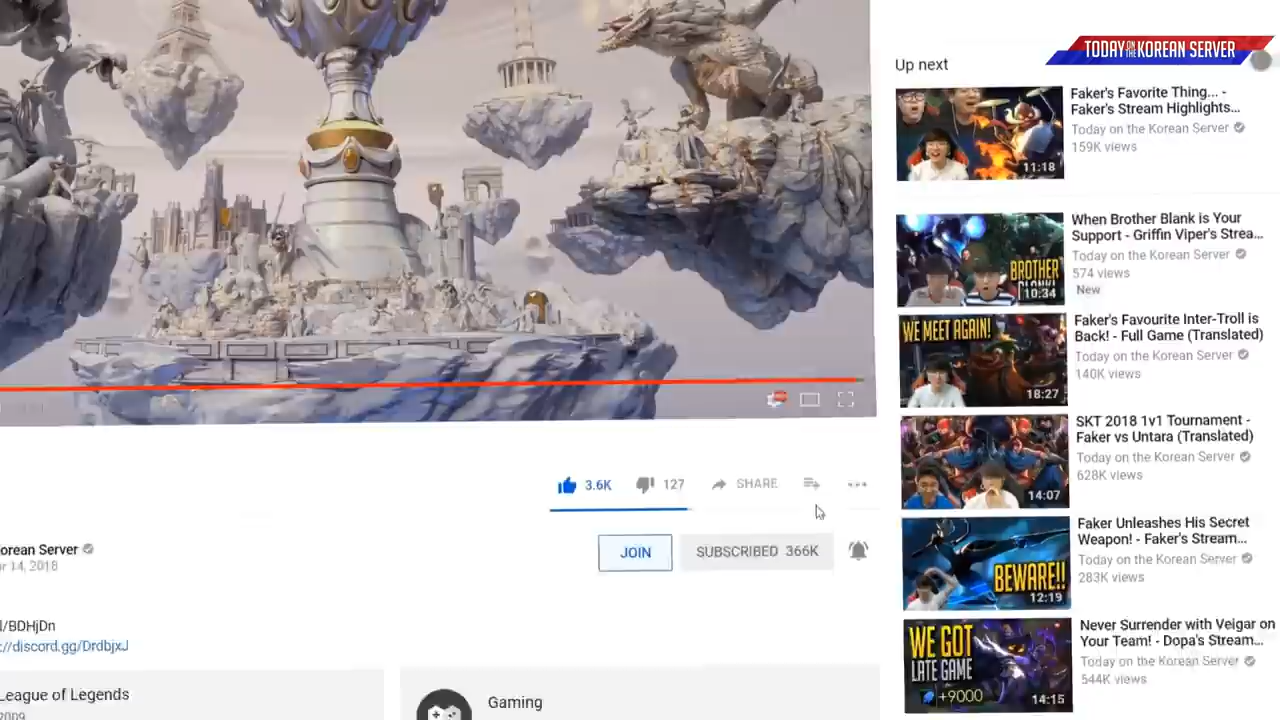 TODAY ON THE KOREAN SERVER
Up next
Faker's Favorite Thing... -
Faker's Stream Highlights...
Today on the Korean Server
159K views
11:18
When Brother Blank is Your
Support - Griffin Viper's Strea...
Today on the Korean Server
574 views
New
BROTHER
10:34
Faker's Favourite Inter-Troll is
Back! - Full Game (Translated)
Today on the Korean Server
140K views
WE MEET AGAIN!
18:27
SKT 2018 1v1 Tournament -
Faker vs Untara (Translated)
Today on the Korean Server
628K views
14:07
3.6K
127
SHARE
Faker Unleashes His Secret
Weapon! - Faker's Stream...
Today on the Korean Server
283K views
BEWARE!!
12:19
orean Server
r 14, 2018
JOIN
SUBSCRIBED 366K
l/BDHjDn
://discord.gg/DrdbjxJ
Never Surrender with Veigar on
Your Team! - Dopa's Stream...
Today on the Korean Server
544K views
WE GOT
LATE GAME
+9000
14:15
League of Legends
2009
Gaming